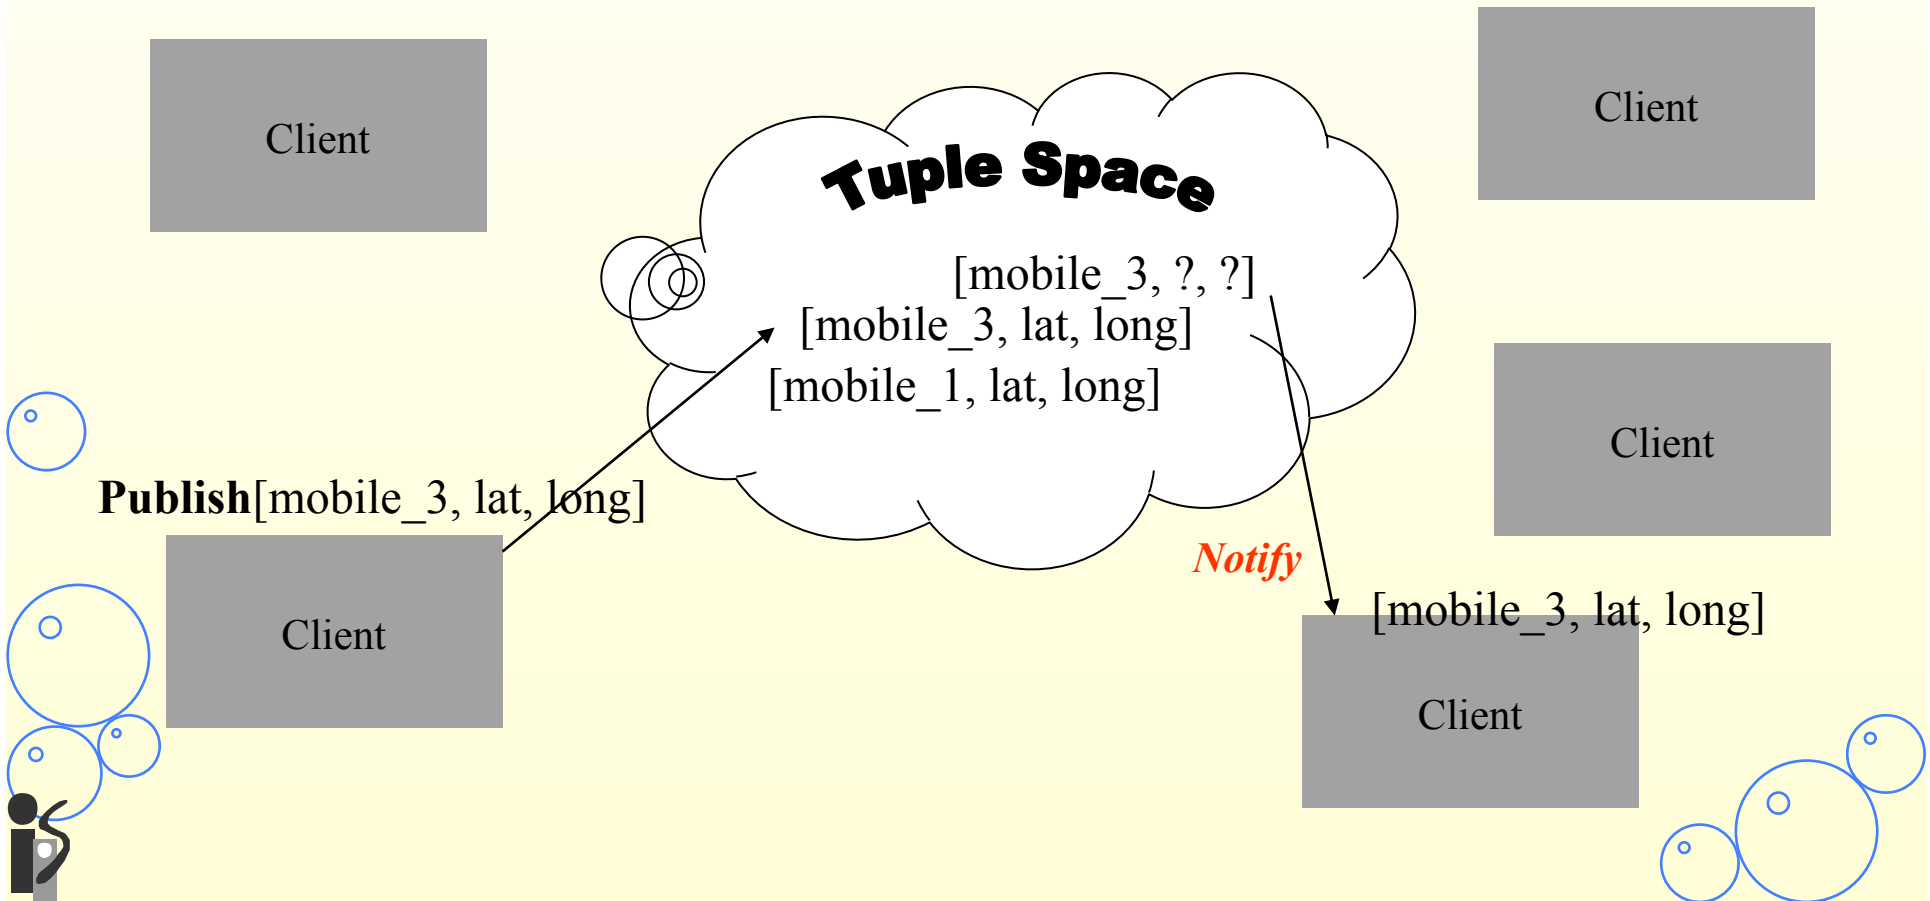 Client
Client
Tuple Space
[mobile_3, ?, ?]
[mobile_3, lat, long]
[mobile_1, lat, long]
Client
Publish[mobile_3, lat, long]
Notify
[mobile_3, lat, long]
Client
Client